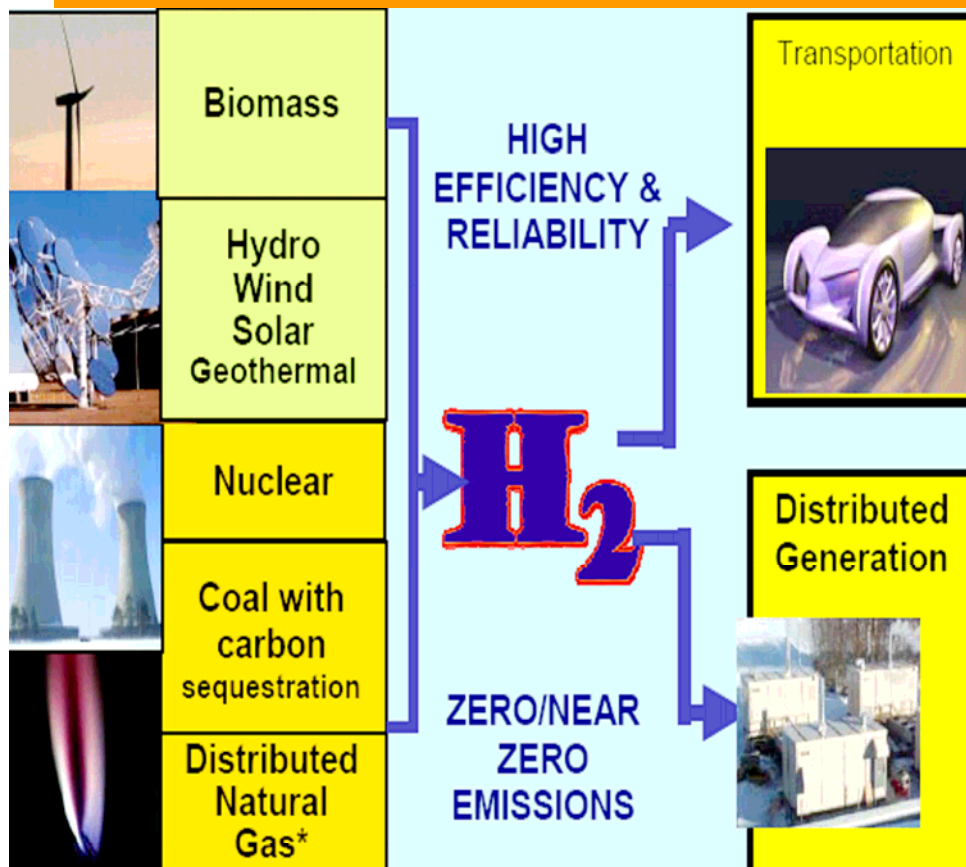 Biomass
Hydro
Wind
Solar
Geothermal
Nuclear
Coal with
carbon
sequestration
Distributed
Natural
Gas*
HIGH
EFFICIENCY &
RELIABILITY
H2
ZERO/NEAR
ZERO
EMISSIONS
Transportation
Distributed
Generation